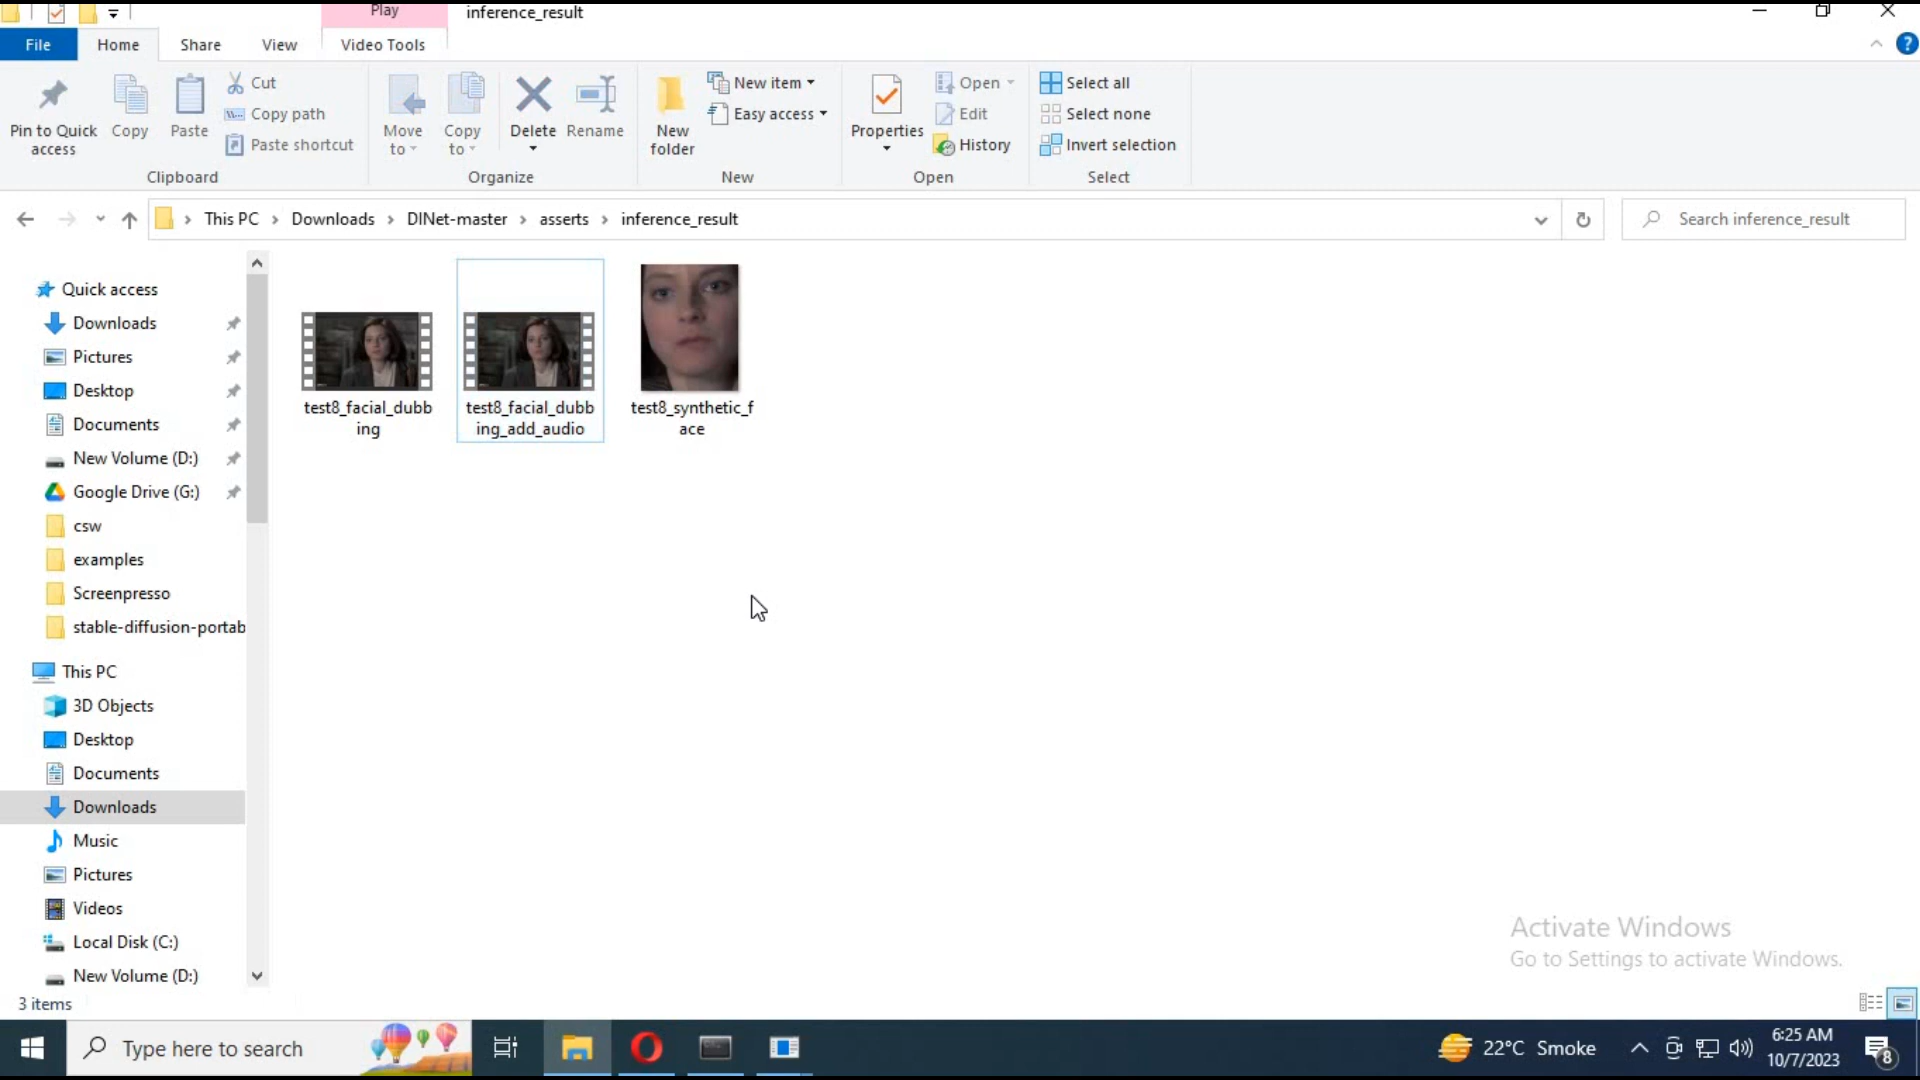 Play
inference_result
File
Home
Share
View
Video Tools
Pin to Quick
access
Copy
Paste
Cut
Copy path
Paste shortcut
Clipboard
Move
to
Copy
to
Delete
Rename
Organize
New
folder
New item
Easy access
New
Properties
Open
Edit
History
Open
Select all
Select none
Invert selection
Select
This PC > Downloads > DINet-master > asserts > inference_result
Search inference_result
Quick access
Downloads
Pictures
Desktop
Documents
New Volume (D:)
Google Drive (G:)
csw
examples
Screenpresso
stable-diffusion-portab
This PC
3D Objects
Desktop
Documents
Downloads
Music
Pictures
Videos
Local Disk (C:)
New Volume (D:)
test8_facial_dubb
ing
test8_facial_dubb
ing_add_audio
test8_synthetic_f
ace
Activate Windows
Go to Settings to activate Windows.
3 items
Type here to search
22°C Smoke
6:25 AM
10/7/2023
8